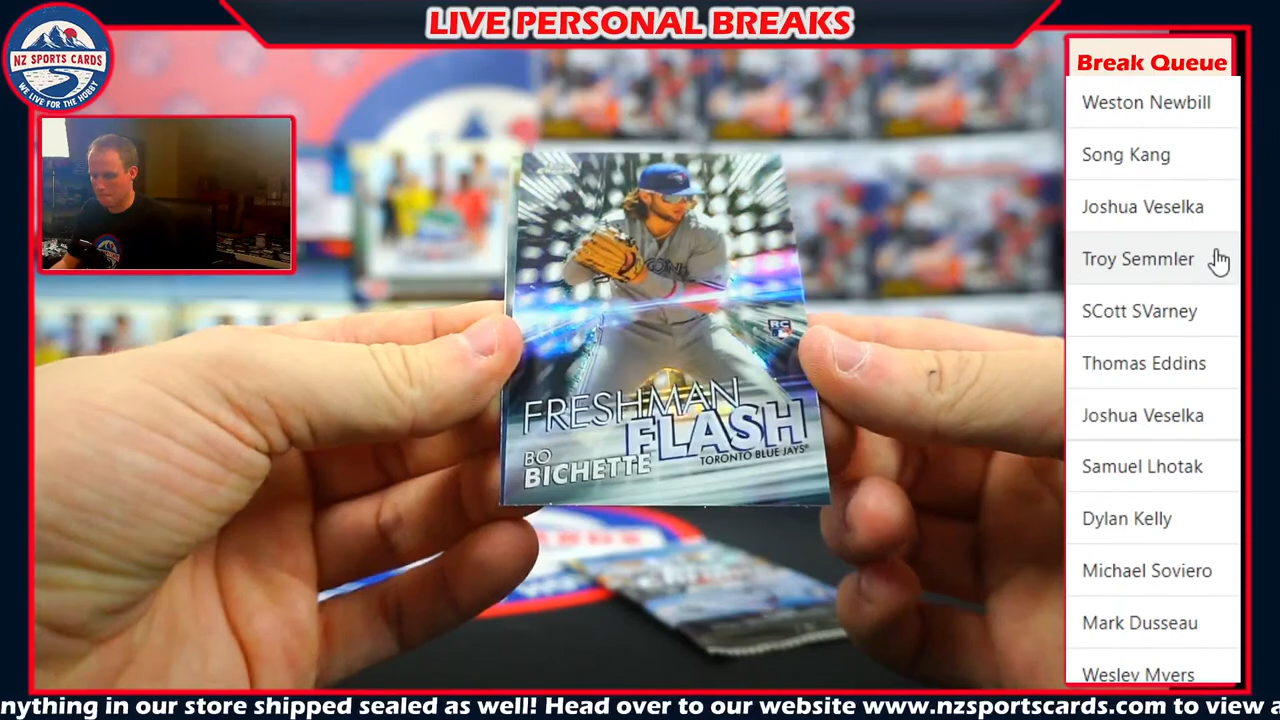 LIVE PERSONAL BREAKS
NZ SPORTS CARDS
WE LIVE FOR THE HOBBY
Break Queue
Weston Newbill
Song Kang
Joshua Veselka
Troy Semmler
SCott SVarney
Thomas Eddins
Joshua Veselka
Samuel Lhotak
Dylan Kelly
Michael Soviero
Mark Dusseau
Wesley Myers
RC
FRESHMAN
FLASH
BO
BICHETTE
TORONTO BLUE JAYS
nything in our store shipped sealed as well! Head over to our website www.nzsportscards.com to view a